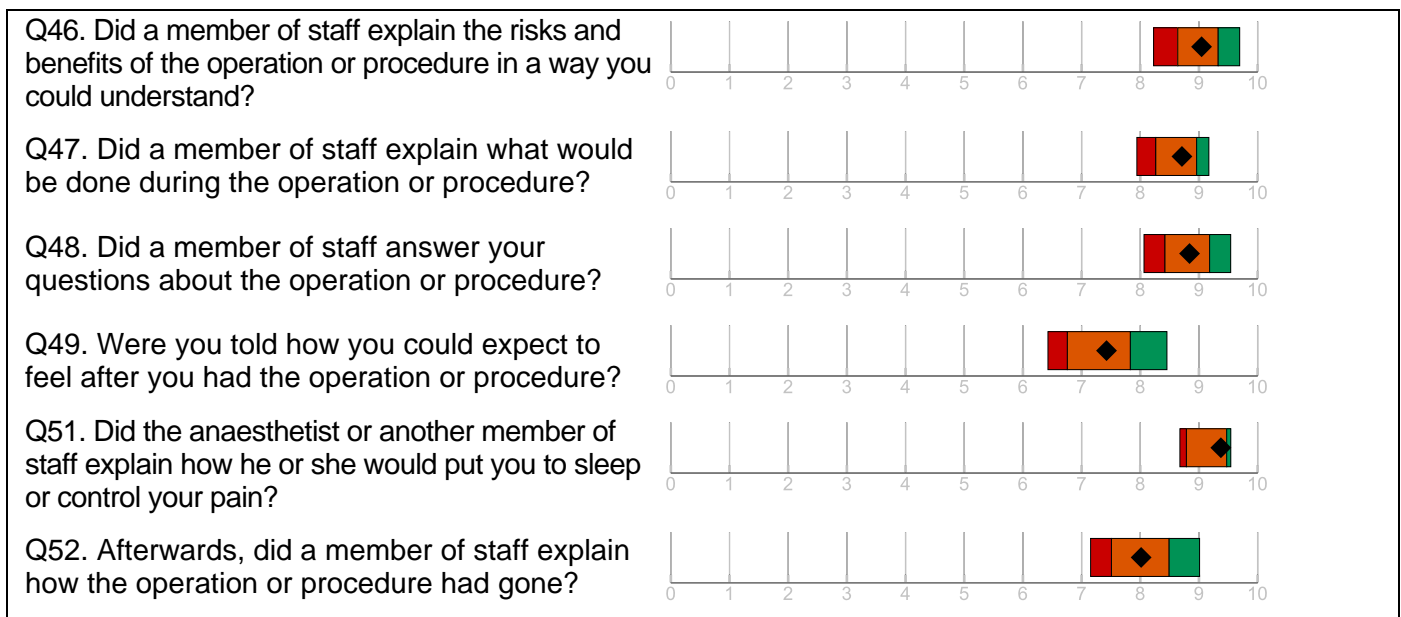 Q46. Did a member of staff explain the risks and
benefits of the operation or procedure in a way you
could understand?
0 1 2 3 4 5 6 7 8 9 10
Q47. Did a member of staff explain what would
be done during the operation or procedure?
0 1 2 3 4 5 6 7 8 9 10
Q48. Did a member of staff answer your
questions about the operation or procedure?
0 1 2 3 4 5 6 7 8 9 10
Q49. Were you told how you could expect to
feel after you had the operation or procedure?
0 1 2 3 4 5 6 7 8 9 10
Q51. Did the anaesthetist or another member of
staff explain how he or she would put you to sleep
or control your pain?
0 1 2 3 4 5 6 7 8 9 10
Q52. Afterwards, did a member of staff explain
how the operation or procedure had gone?
0 1 2 3 4 5 6 7 8 9 10